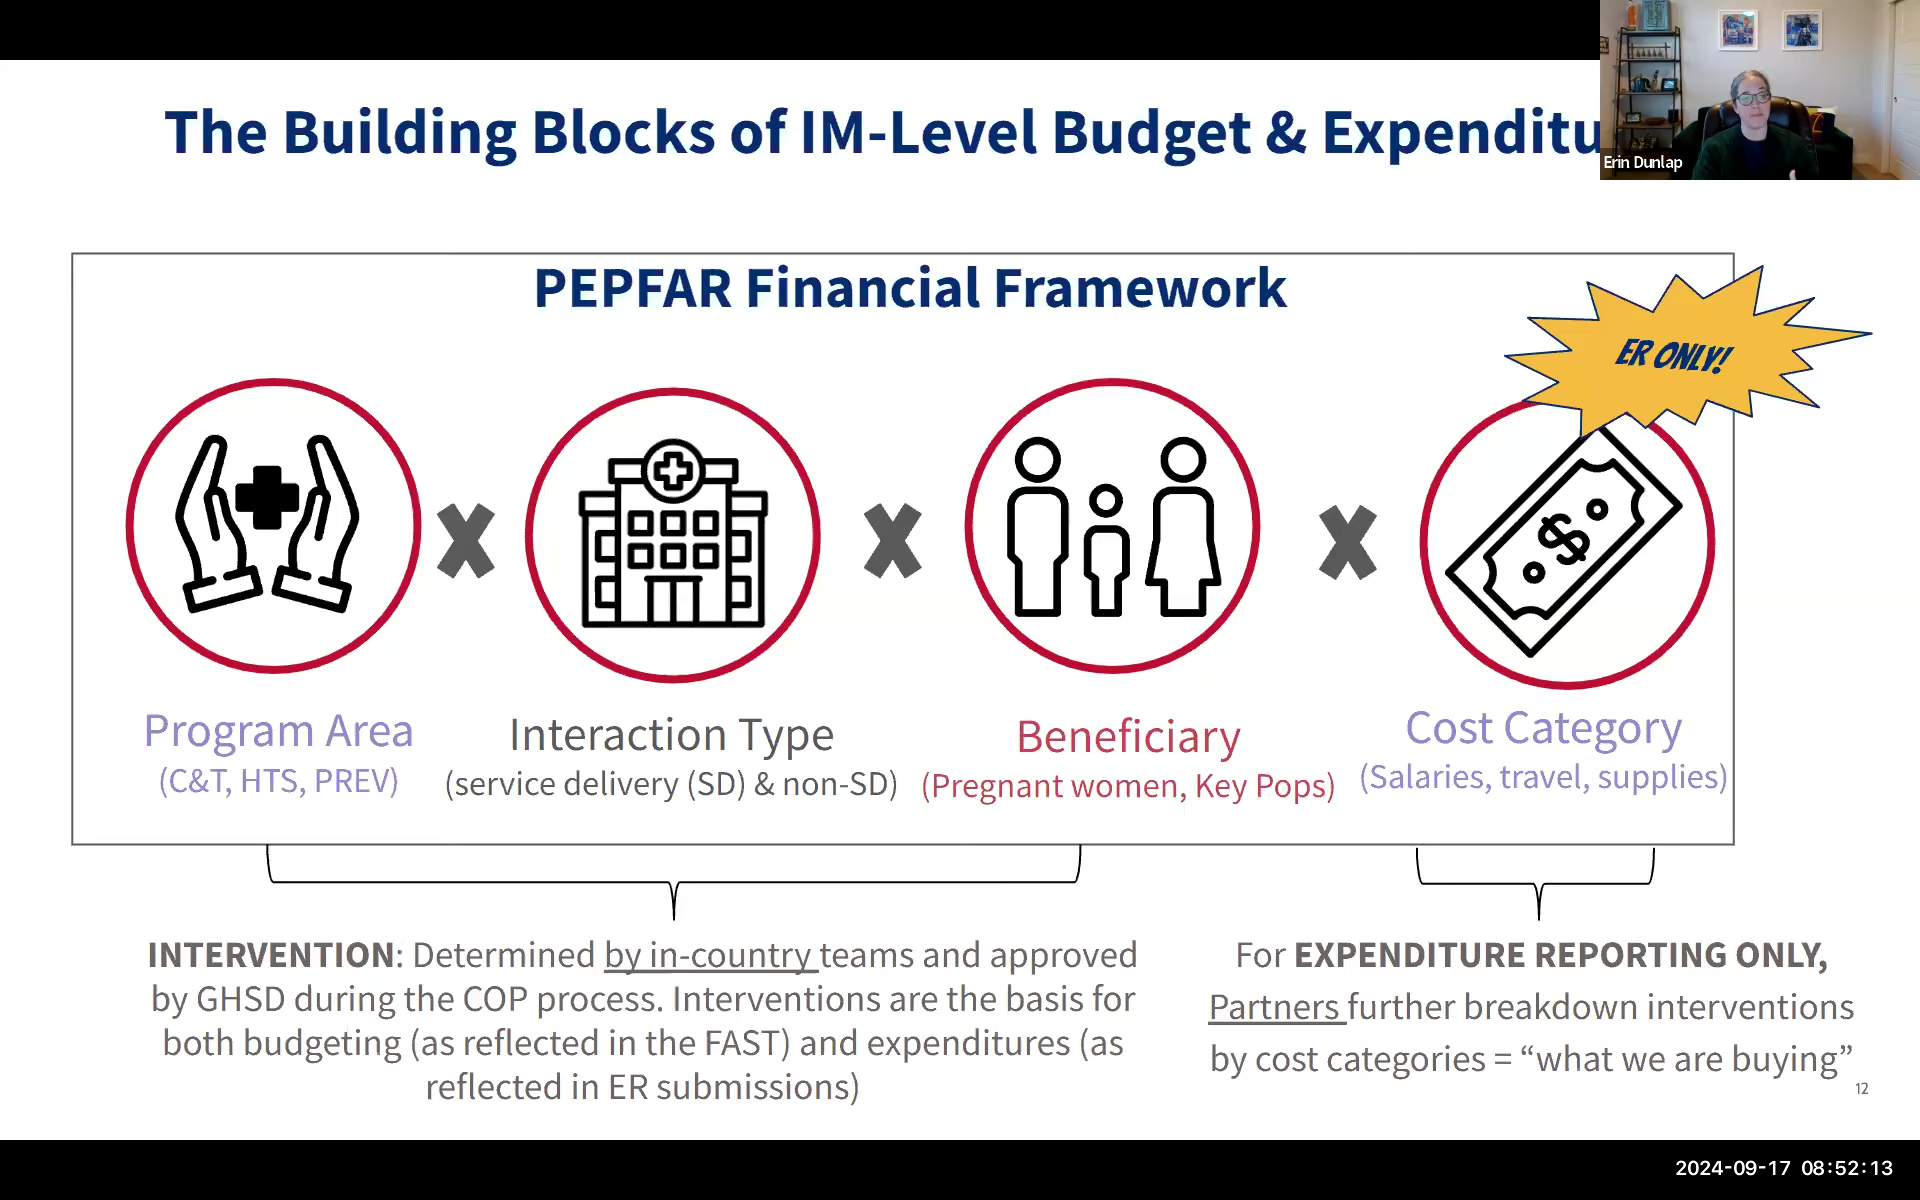 The Building Blocks of IM-Level Budget & Expenditu
Erin Dunlap
PEPFAR Financial Framework
ER ONLY!
$
Program Area
(C&T, HTS, PREV)
Interaction Type
(service delivery (SD) & non-SD)
Beneficiary
(Pregnant women, Key Pops)
Cost Category
(Salaries, travel, supplies)
INTERVENTION: Determined by in-country teams and approved
by GHSD during the COP process. Interventions are the basis for
both budgeting (as reflected in the FAST) and expenditures (as
reflected in ER submissions)
For EXPENDITURE REPORTING ONLY,
Partners further breakdown interventions
by cost categories = “what we are buying”
12
2024-09-17 08:52:13